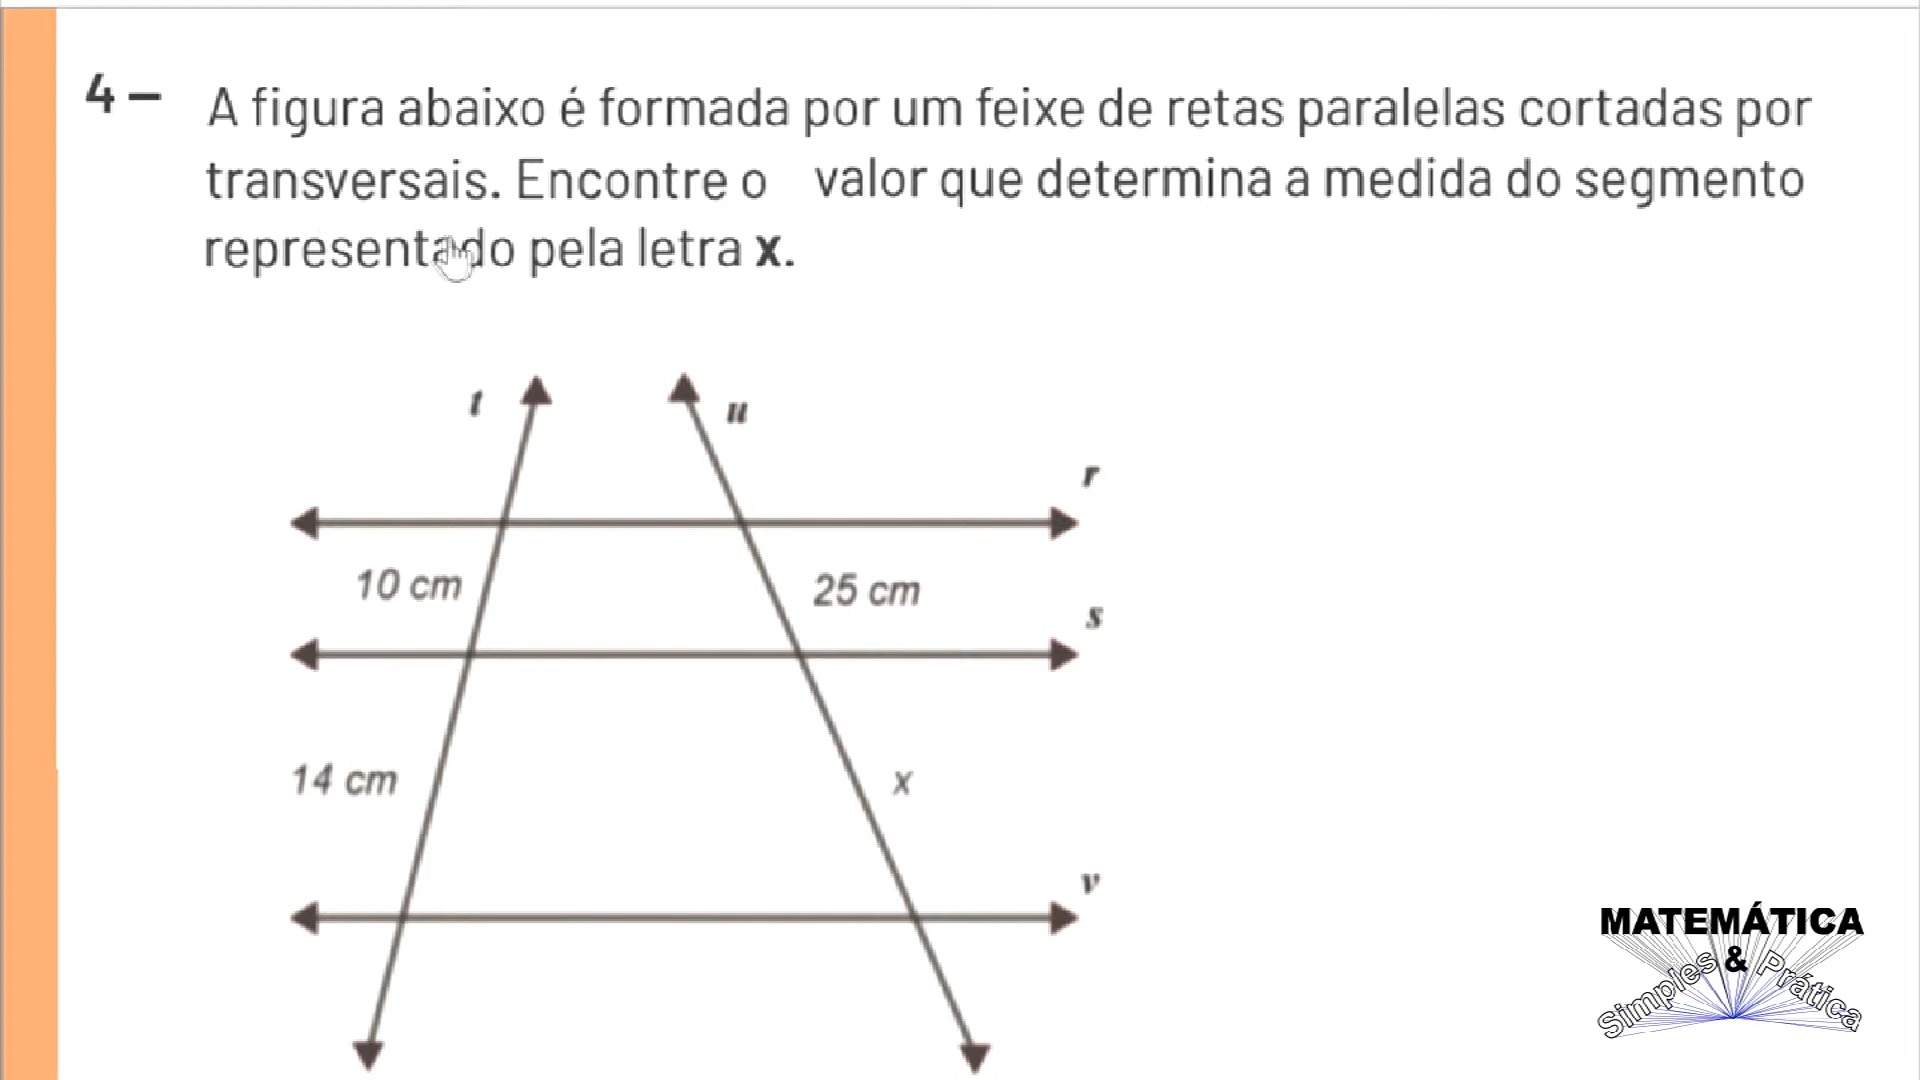 4 –
A figura abaixo é formada por um feixe de retas paralelas cortadas por
transversais. Encontre o valor que determina a medida do segmento
representado pela letra x.
t
u
r
10 cm
25 cm
s
14 cm
x
v
MATEMÁTICA
&
Simples Prática